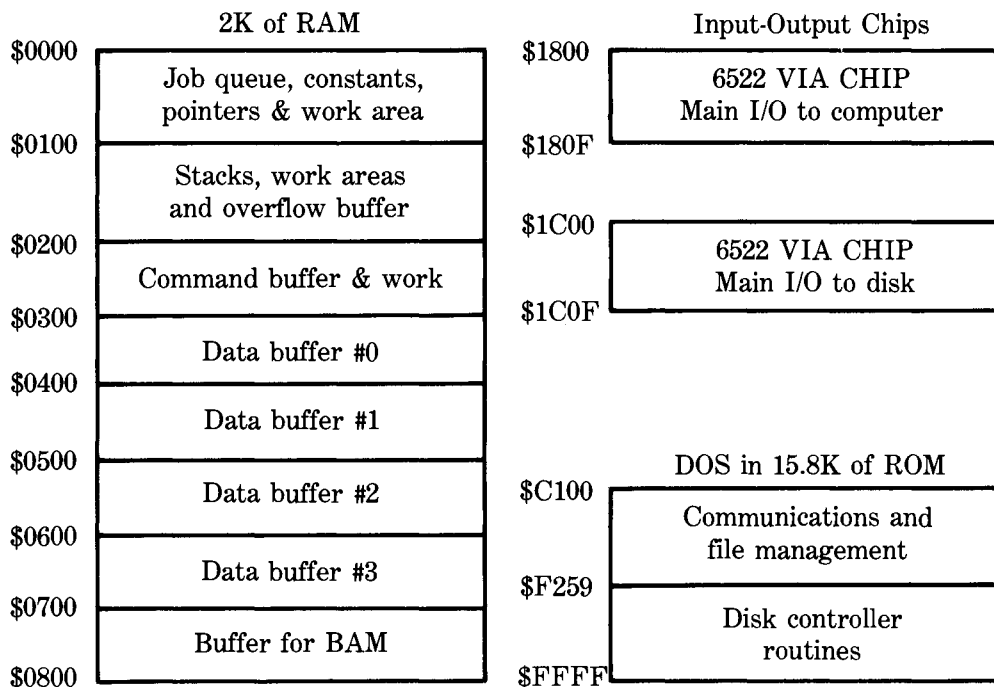 2K of RAM
$0000
Job queue, constants,
pointers & work area
$0100
Stacks, work areas
and overflow buffer
$0200
Command buffer & work
$0300
Data buffer #0
$0400
Data buffer #1
$0500
Data buffer #2
$0600
Data buffer #3
$0700
Buffer for BAM
$0800
Input-Output Chips
$1800
6522 VIA CHIP
Main I/O to computer
$180F
$1C00
6522 VIA CHIP
Main I/O to disk
$1C0F
DOS in 15.8K of ROM
$C100
Communications and
file management
$F259
Disk controller
routines
$FFFF